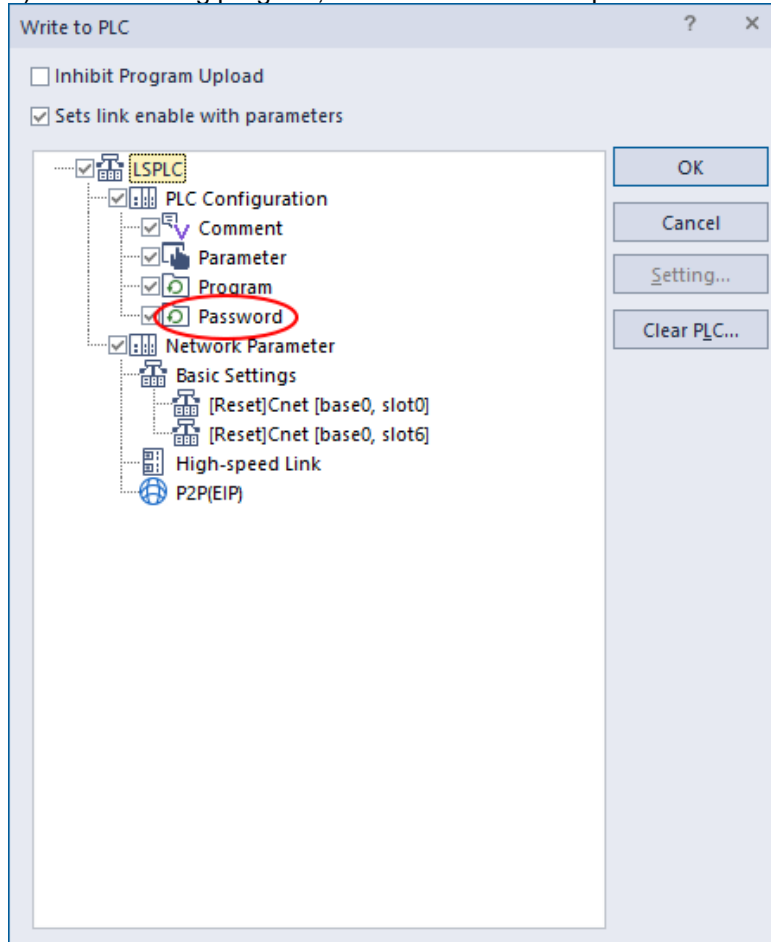 Write to PLC
Inhibit Program Upload
Sets link enable with parameters
LSPLC
OK
PLC Configuration
Comment
Cancel
Parameter
Setting...
Program
Password
Clear PLC...
Network Parameter
Basic Settings
[Reset]Cnet [base0, slot0]
[Reset]Cnet [base0, slot6]
High-speed Link
P2P(EIP)